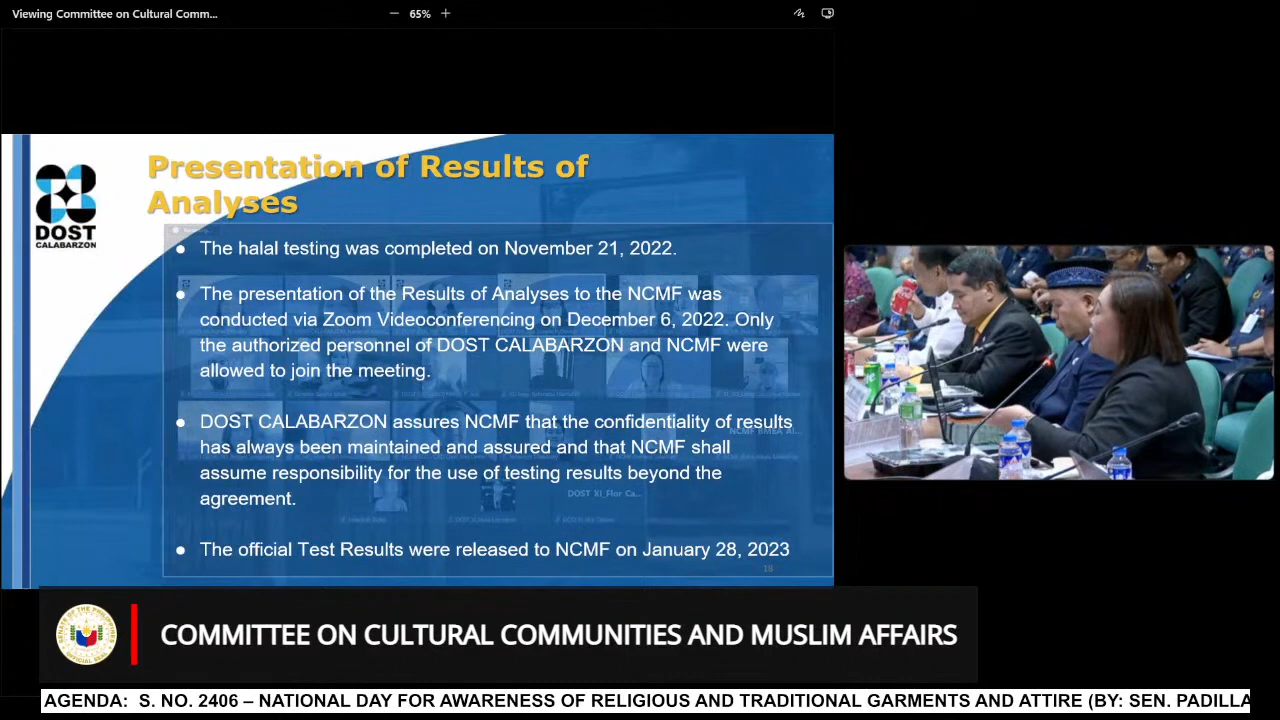 Viewing Committee on Cultural Comm...
65%
DOST
CALABARZON
Presentation of Results of
Analyses
The halal testing was completed on November 21, 2022.
The presentation of the Results of Analyses to the NCMF was
conducted via Zoom Videoconferencing on December 6, 2022. Only
the authorized personnel of DOST CALABARZON and NCMF were
allowed to join the meeting.
DOST CALABARZON assures NCMF that the confidentiality of results
has always been maintained and assured and that NCMF shall
assume responsibility for the use of testing results beyond the
agreement.
DOST XI_Flor Ca...
The official Test Results were released to NCMF on January 28, 2023
18
COMMITTEE ON CULTURAL COMMUNITIES AND MUSLIM AFFAIRS
AGENDA: S. NO. 2406 – NATIONAL DAY FOR AWARENESS OF RELIGIOUS AND TRADITIONAL GARMENTS AND ATTIRE (BY: SEN. PADILLA